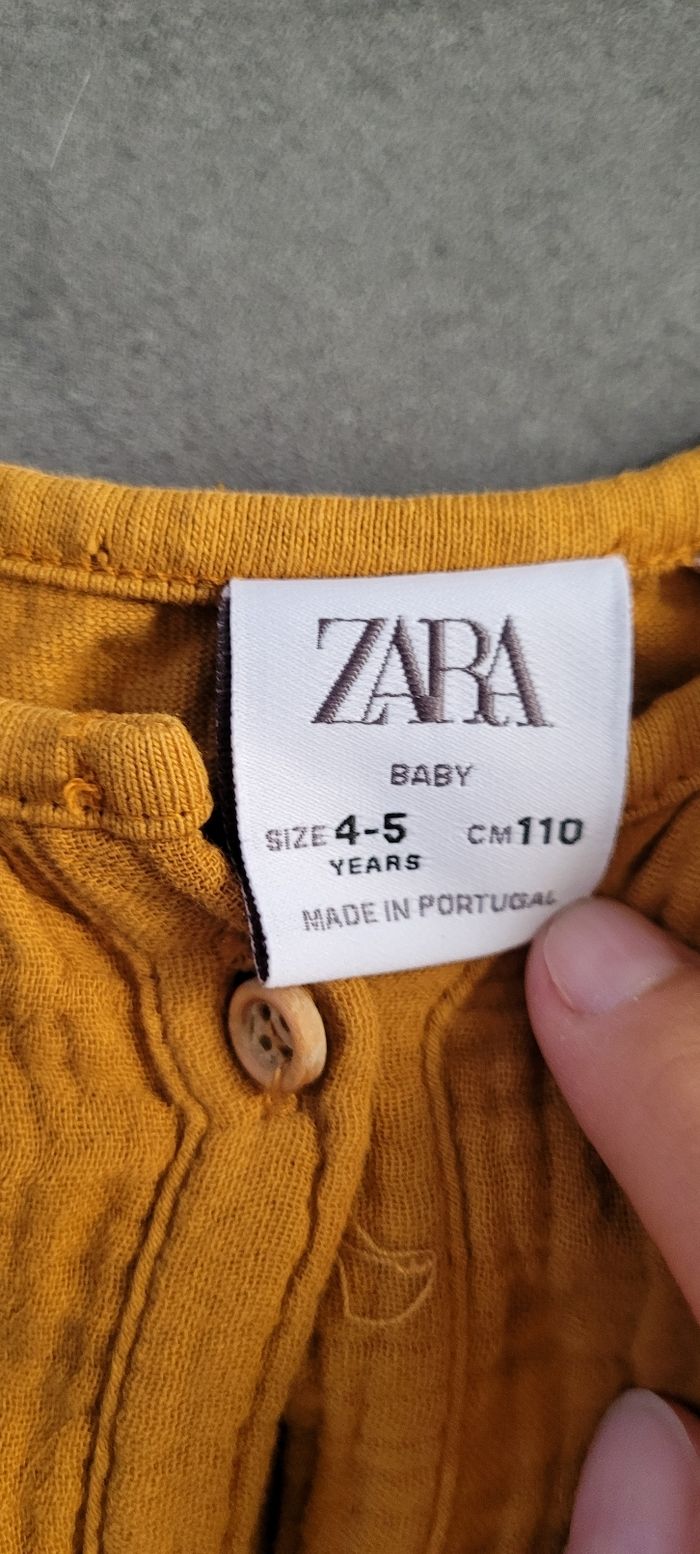 ZARA
BABY
SIZE 4-5 CM 110
YEARS
MADE IN PORTUGAL